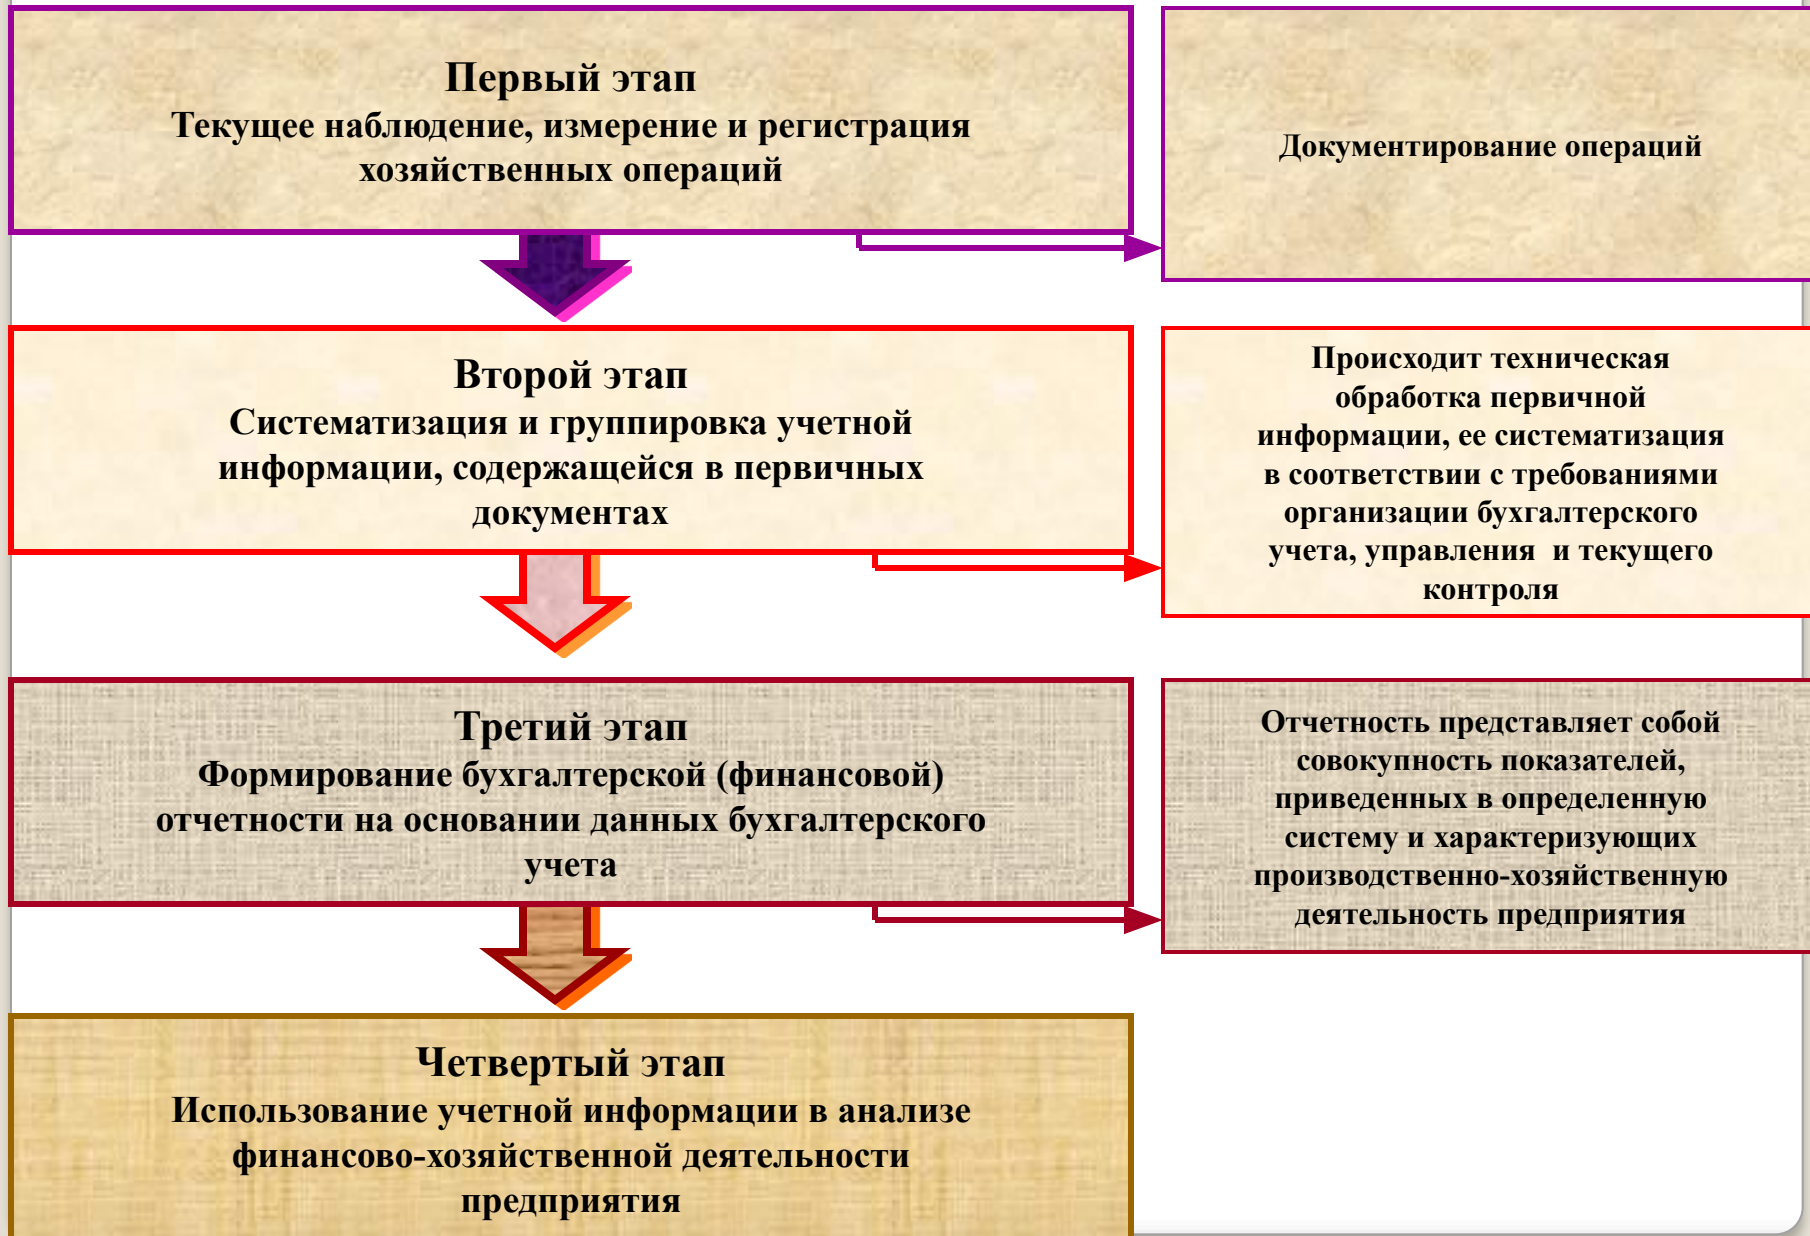 Первый этап
Текущее наблюдение, измерение и регистрация
хозяйственных операций
Документирование операций
Второй этап
Систематизация и группировка учетной
информации, содержащейся в первичных
документах
Происходит техническая
обработка первичной
информации, ее систематизация
в соответствии с требованиями
организации бухгалтерского
учета, управления и текущего
контроля
Третий этап
Формирование бухгалтерской (финансовой)
отчетности на основании данных бухгалтерского
учета
Отчетность представляет собой
совокупность показателей,
приведенных в определенную
систему и характеризующих
производственно-хозяйственную
деятельность предприятия
Четвертый этап
Использование учетной информации в анализе
финансово-хозяйственной деятельности
предприятия